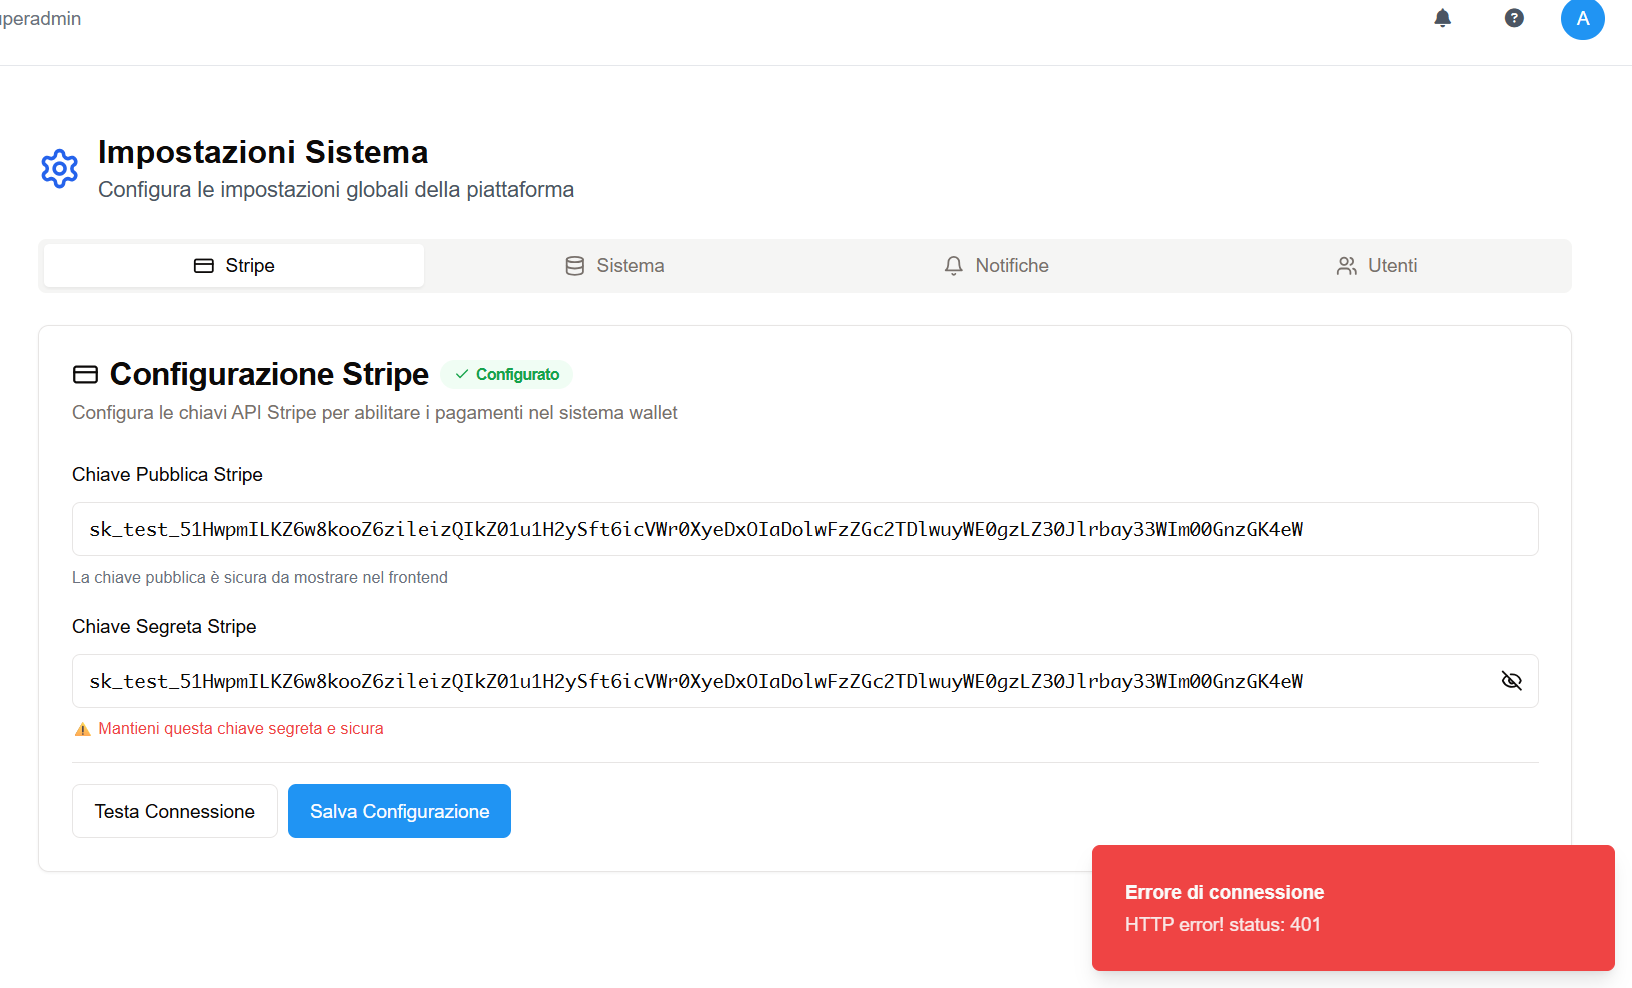 peradmin
?
A
Impostazioni Sistema
Configura le impostazioni globali della piattaforma
Stripe
Sistema
Notifiche
Utenti
Configurazione Stripe
Configurato
Configura le chiavi API Stripe per abilitare i pagamenti nel sistema wallet
Chiave Pubblica Stripe
sk_test_51HwpmILKZ6w8kooZ6zileizQIkZ01u1H2ySft6icVWr0XyeDxOIaDolwFzZGc2TDlwuyWE0gzLZ30Jlrbay33WIm00GnzGK4eW
La chiave pubblica è sicura da mostrare nel frontend
Chiave Segreta Stripe
sk_test_51HwpmILKZ6w8kooZ6zileizQIkZ01u1H2ySft6icVWr0XyeDxOIaDolwFzZGc2TDlwuyWE0gzLZ30Jlrbay33WIm00GnzGK4eW
Mantieni questa chiave segreta e sicura
Testa Connessione
Salva Configurazione
Errore di connessione
HTTP error! status: 401